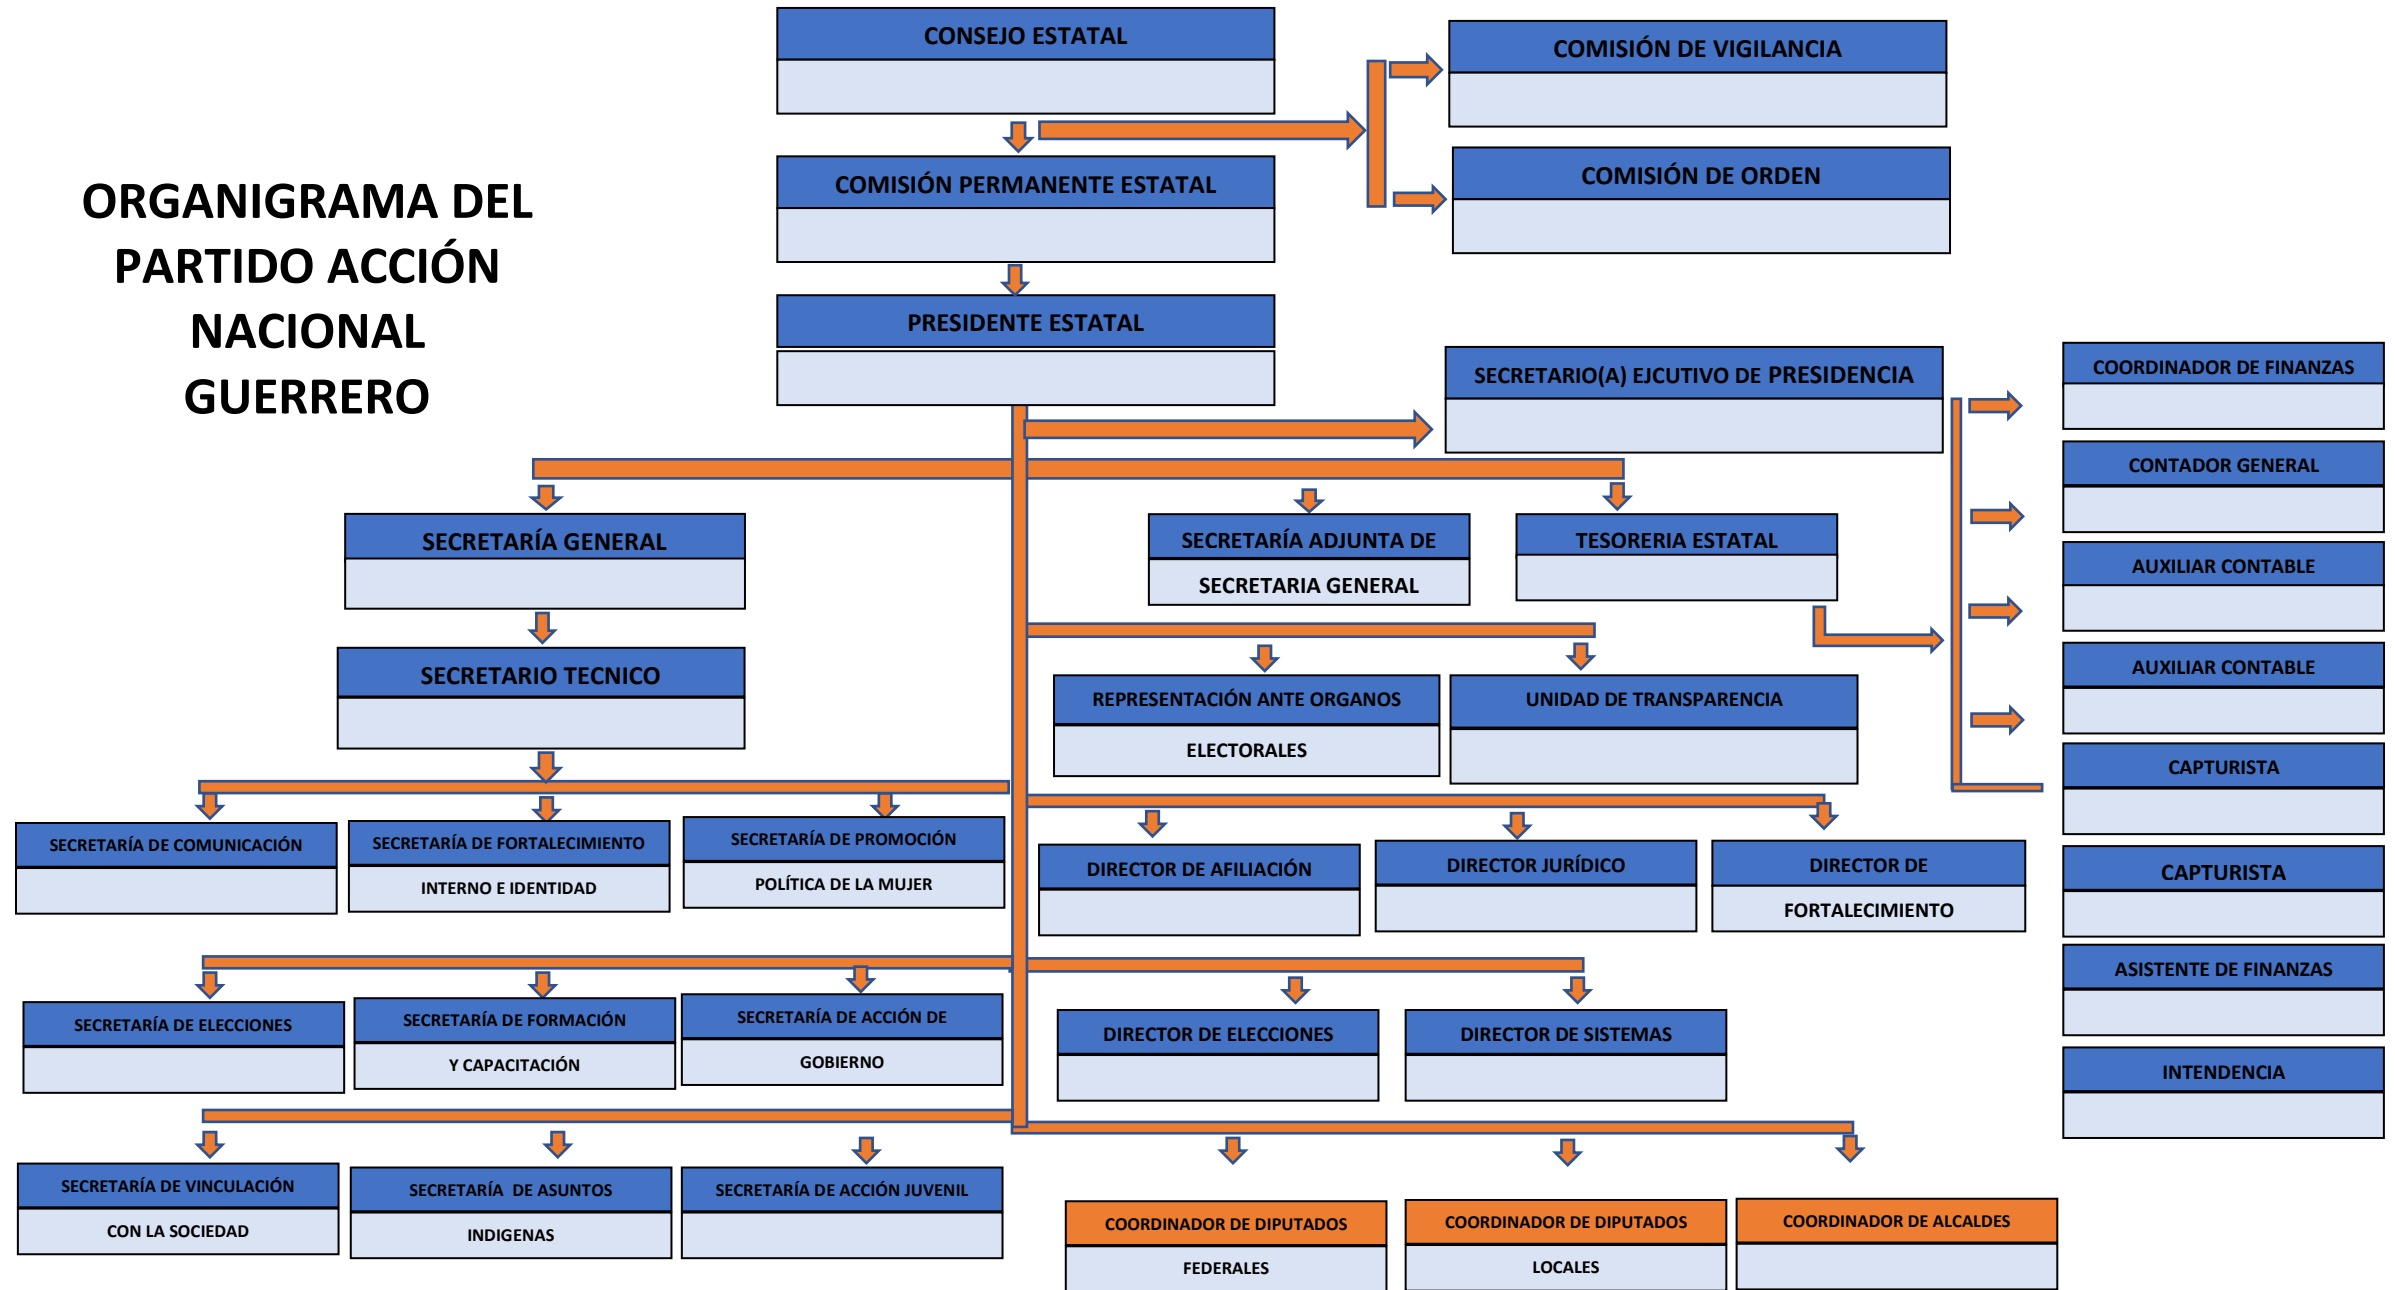 CONSEJO ESTATAL
COMISIÓN DE VIGILANCIA
COMISIÓN PERMANENTE ESTATAL
COMISIÓN DE ORDEN
ORGANIGRAMA DEL
PARTIDO ACCIÓN
NACIONAL
GUERRERO
PRESIDENTE ESTATAL
SECRETARIO(A) EJCUTIVO DE PRESIDENCIA
COORDINADOR DE FINANZAS
CONTADOR GENERAL
AUXILIAR CONTABLE
AUXILIAR CONTABLE
CAPTURISTA
CAPTURISTA
ASISTENTE DE FINANZAS
INTENDENCIA
SECRETARÍA GENERAL
SECRETARÍA ADJUNTA DE
SECRETARIA GENERAL
TESORERIA ESTATAL
SECRETARIO TECNICO
REPRESENTACIÓN ANTE ORGANOS
ELECTORALES
UNIDAD DE TRANSPARENCIA
SECRETARÍA DE COMUNICACIÓN
SECRETARÍA DE FORTALECIMIENTO
INTERNO E IDENTIDAD
SECRETARÍA DE PROMOCIÓN
POLÍTICA DE LA MUJER
DIRECTOR DE AFILIACIÓN
DIRECTOR JURÍDICO
DIRECTOR DE
FORTALECIMIENTO
SECRETARÍA DE ELECCIONES
SECRETARÍA DE FORMACIÓN
Y CAPACITACIÓN
SECRETARÍA DE ACCIÓN DE
GOBIERNO
DIRECTOR DE ELECCIONES
DIRECTOR DE SISTEMAS
SECRETARÍA DE VINCULACIÓN
CON LA SOCIEDAD
SECRETARÍA DE ASUNTOS
INDIGENAS
SECRETARÍA DE ACCIÓN JUVENIL
COORDINADOR DE DIPUTADOS
FEDERALES
COORDINADOR DE DIPUTADOS
LOCALES
COORDINADOR DE ALCALDES